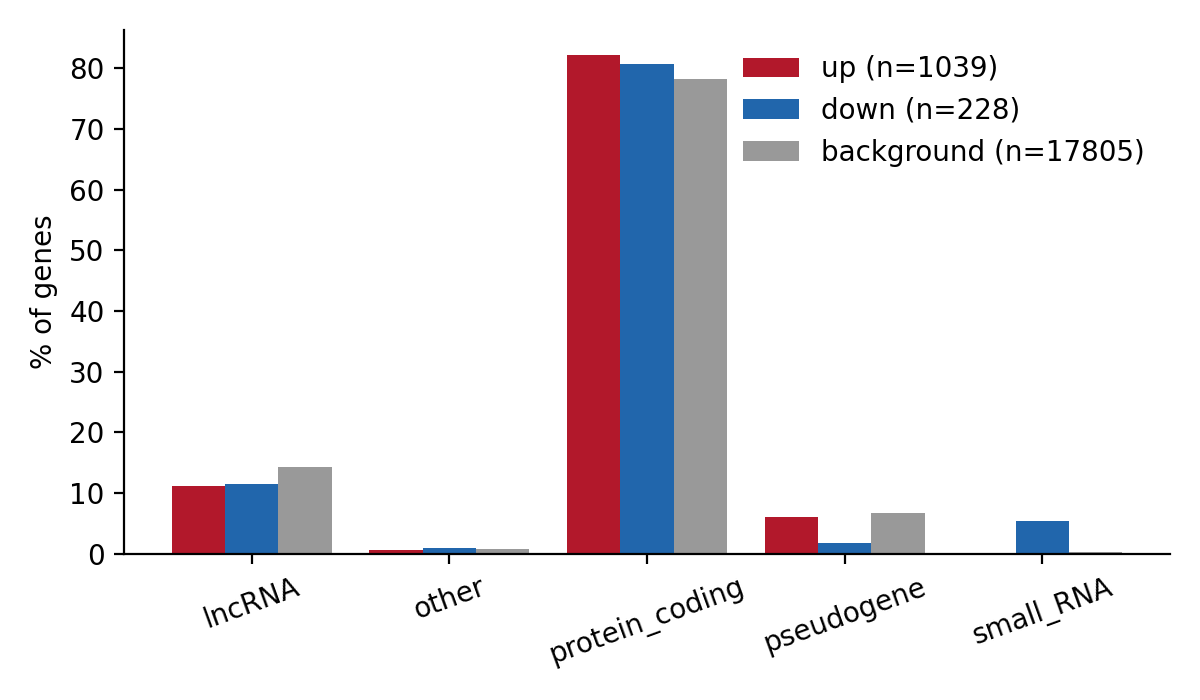 % of genes
80
70
60
50
40
30
20
10
0
up (n=1039)
down (n=228)
background (n=17805)
lncRNA
other
protein_coding
pseudogene
small_RNA